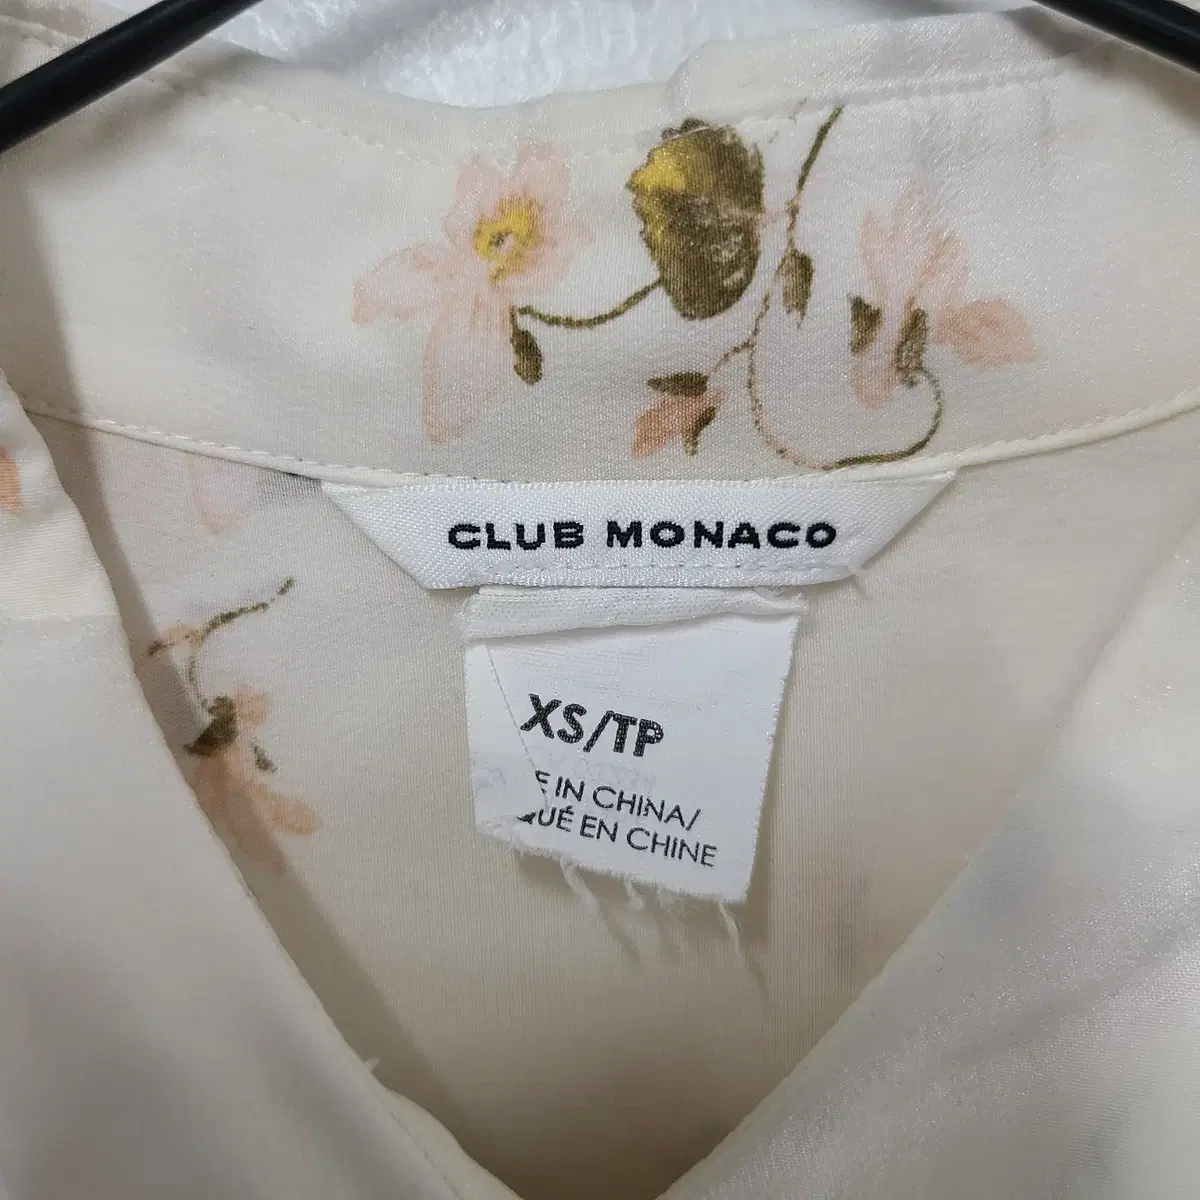 CLUB MONACO
XS/TP
E IN CHINA/
QUÉ EN CHINE